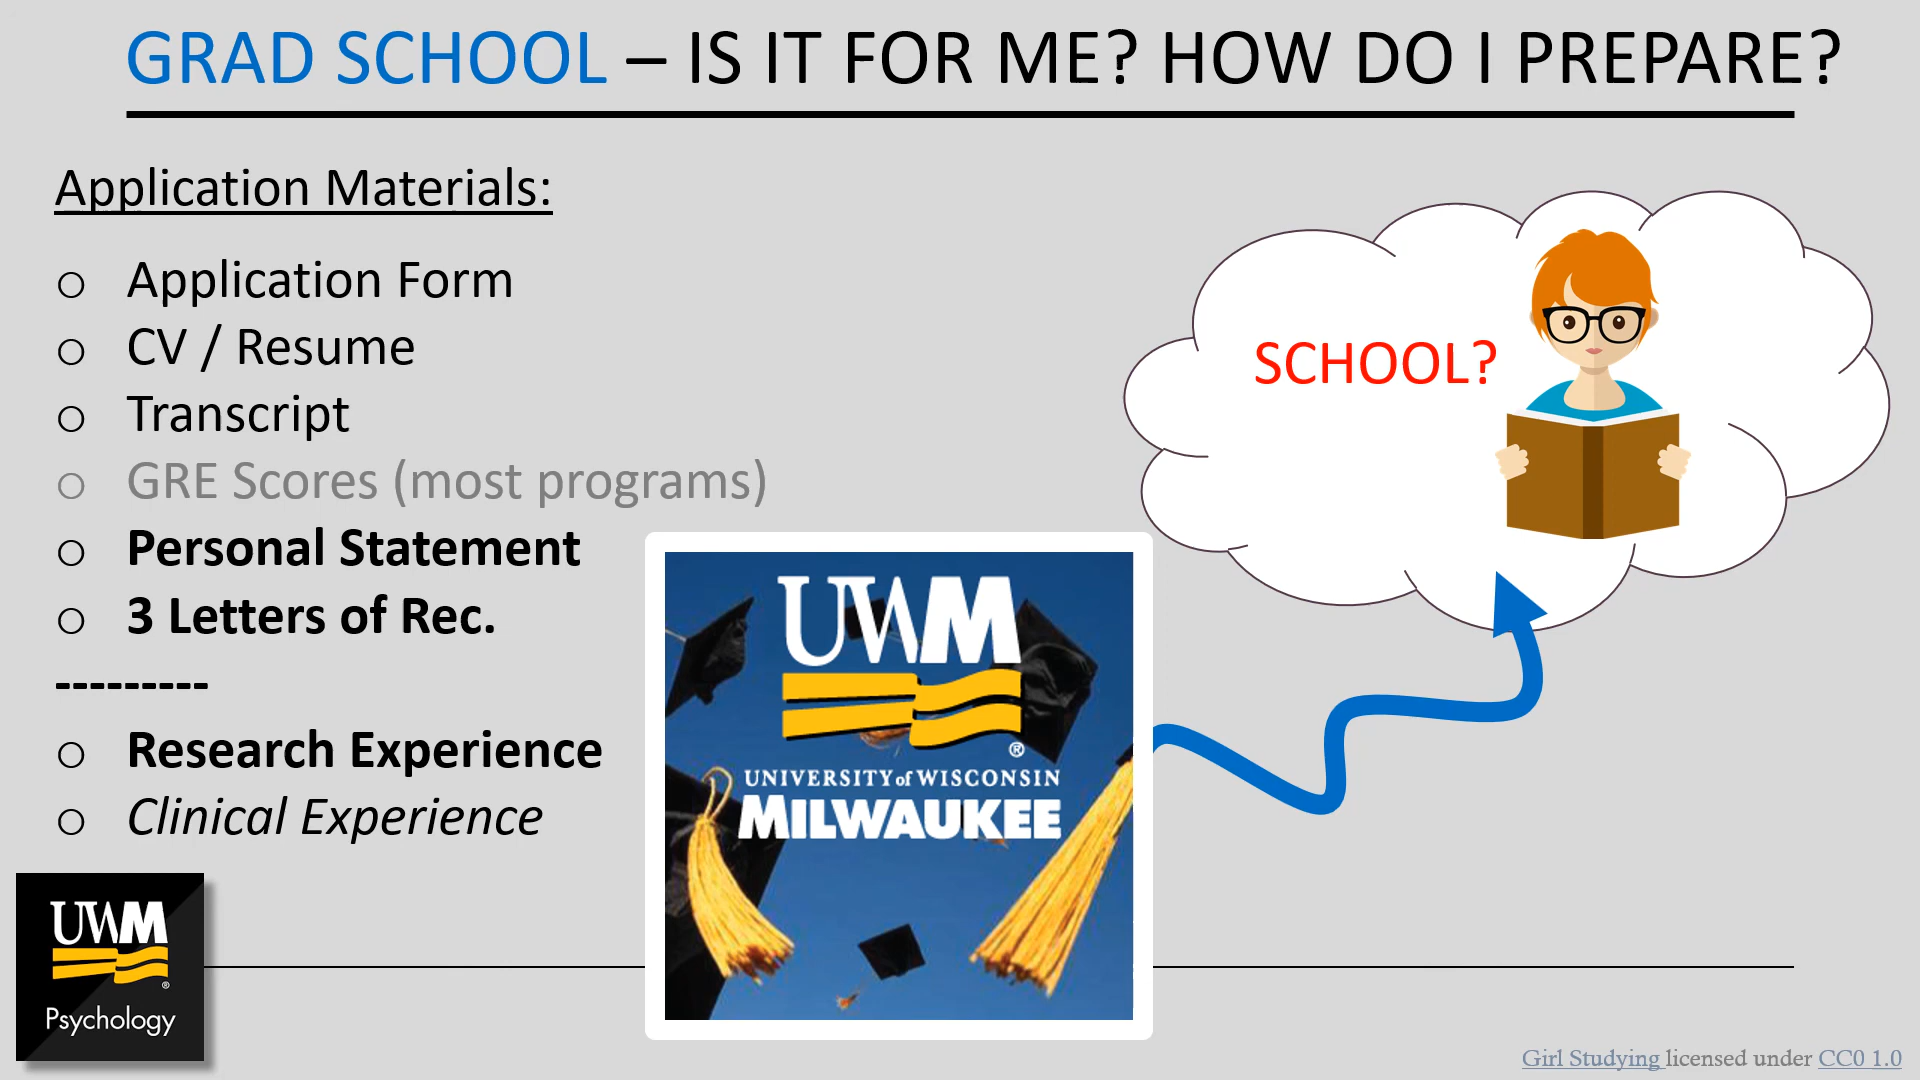 GRAD SCHOOL – IS IT FOR ME? HOW DO I PREPARE?
Application Materials:
o Application Form
o CV / Resume
o Transcript
o GRE Scores (most programs)
o Personal Statement
o 3 Letters of Rec.
---------
o Research Experience
o Clinical Experience
SCHOOL?
UWM
®
UNIVERSITY of WISCONSIN
MILWAUKEE
UWM
®
Psychology
Girl Studying licensed under CC0 1.0